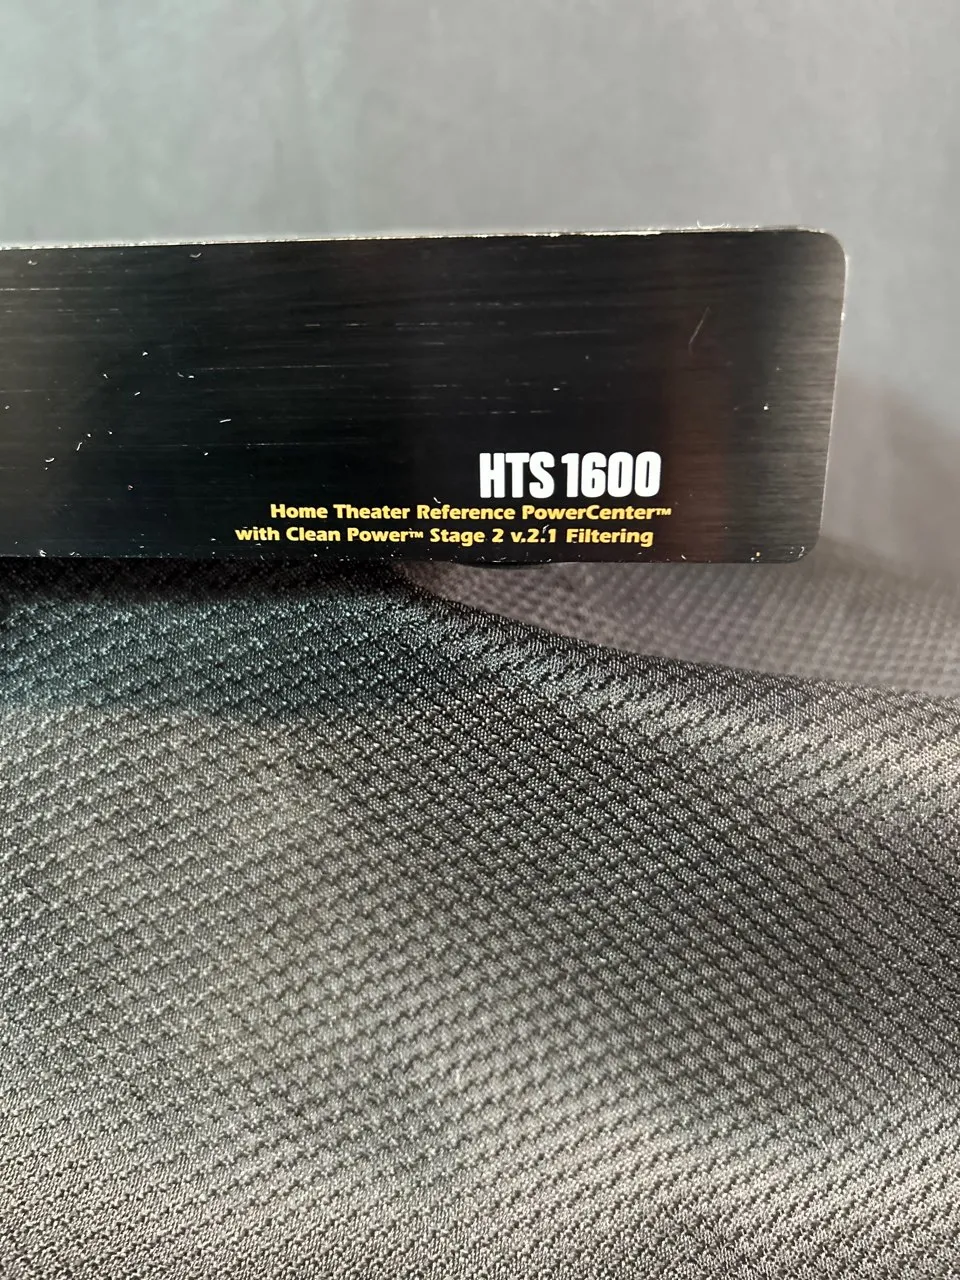 HTS 1600
Home Theater Reference PowerCenter™
with Clean Power™ Stage 2 v.2.1 Filtering